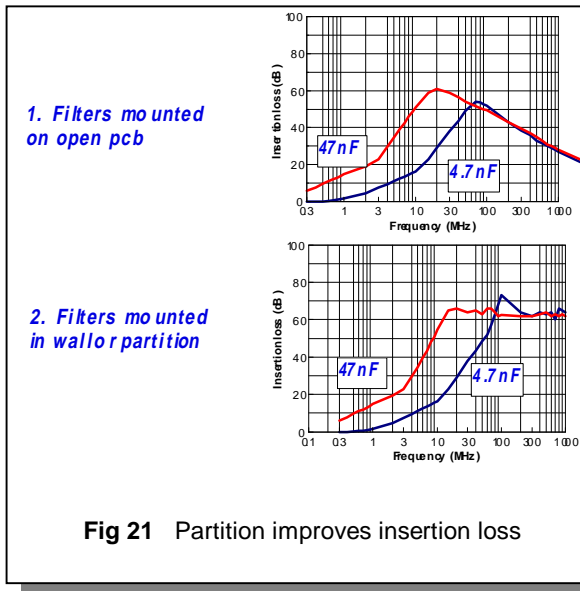 1. Filters mounted
on open pcb
Insertion loss (dB)
100
80
60
40
20
0
47nF
4.7nF
0.3 1 3 10 30 100 300 1000
Frequency (MHz)
2. Filters mounted
in wall or partition
Insertion loss (dB)
100
80
60
40
20
0
47nF
4.7nF
0.1 0.3 1 3 10 30 100 300 1000
Frequency (MHz)
Fig 21 Partition improves insertion loss